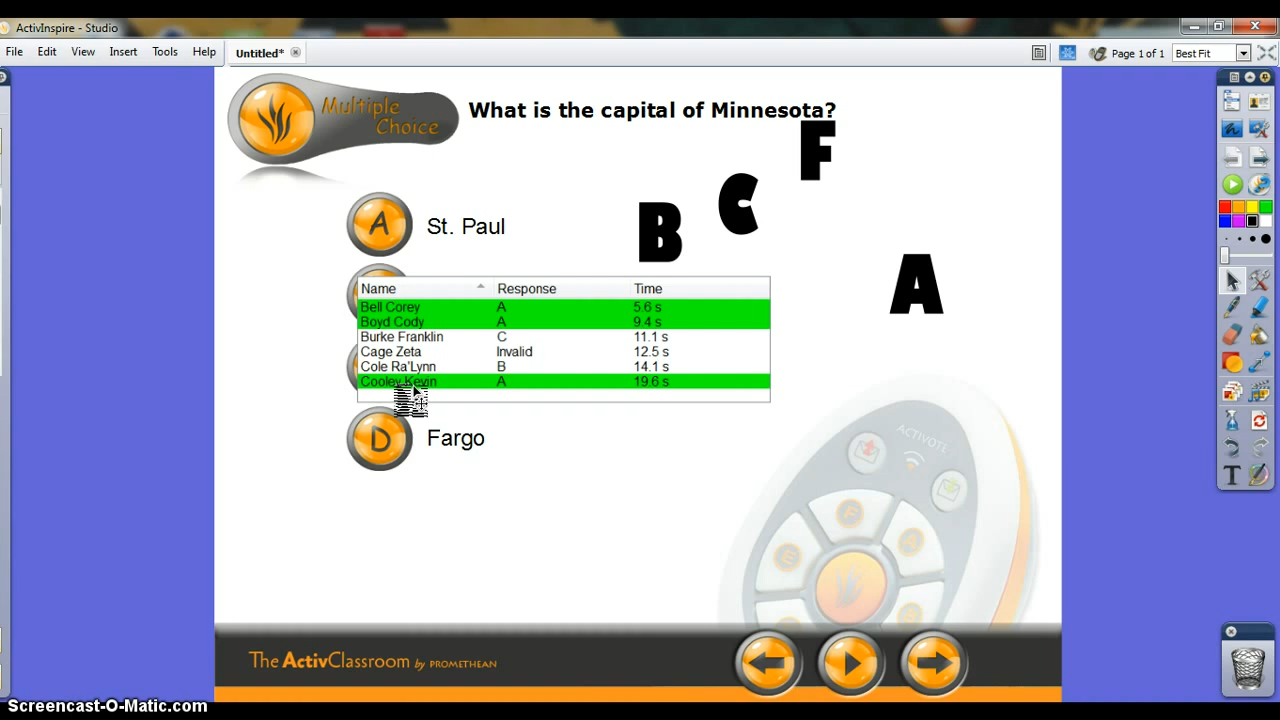 ActivInspire - Studio
File Edit View Insert Tools Help Untitled* Page 1 of 1 Best Fit
Multiple
Choice
What is the capital of Minnesota?
F
C
B
A
A St. Paul
Name Response Time
Bell Corey A 5.6 s
Boyd Cody A 9.4 s
Burke Franklin C 11.1 s
Cage Zeta Invalid 12.5 s
Cole Ra'Lynn B 14.1 s
Cooley Kevin A 19.6 s
D Fargo
ACTIVOTE
F
A
E
B
The ActivClassroom by PROMETHEAN
T
Screencast-O-Matic.com